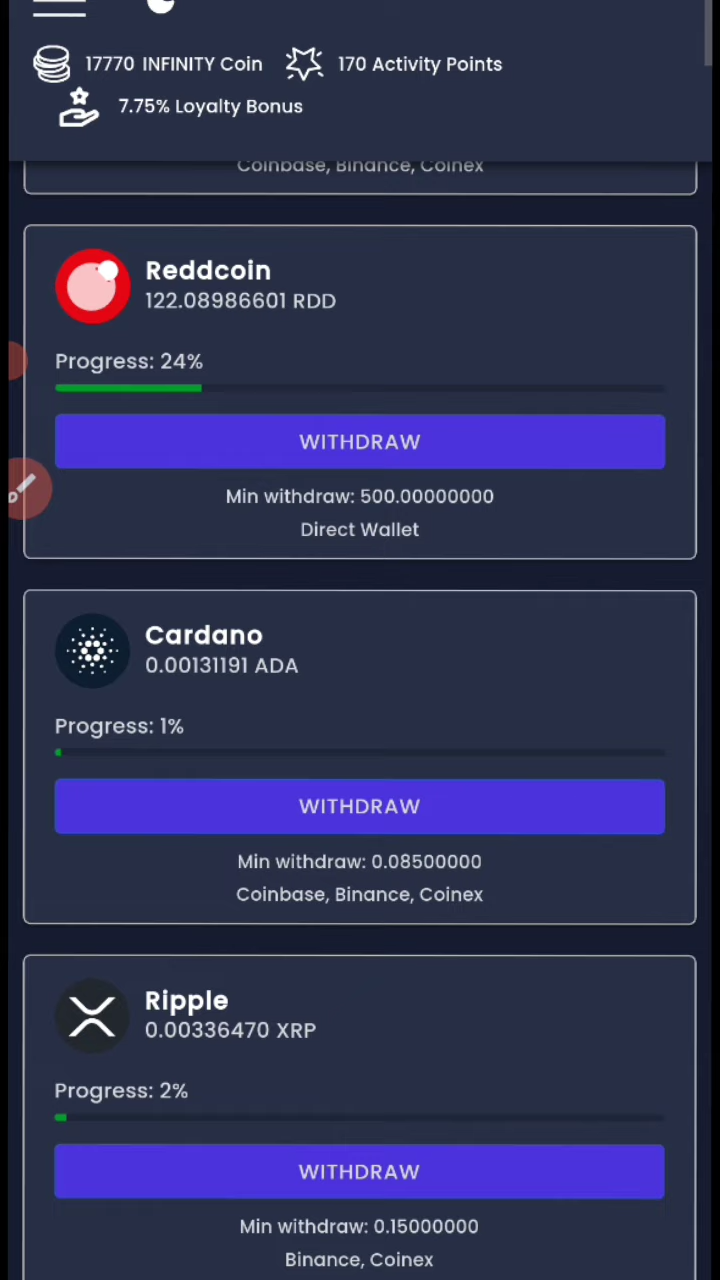 17770 INFINITY Coin
170 Activity Points
7.75% Loyalty Bonus
Coinbase, Binance, Coinex
Reddcoin
122.08986601 RDD
Progress: 24%
WITHDRAW
Min withdraw: 500.00000000
Direct Wallet
Cardano
0.00131191 ADA
Progress: 1%
WITHDRAW
Min withdraw: 0.08500000
Coinbase, Binance, Coinex
Ripple
0.00336470 XRP
Progress: 2%
WITHDRAW
Min withdraw: 0.15000000
Binance, Coinex